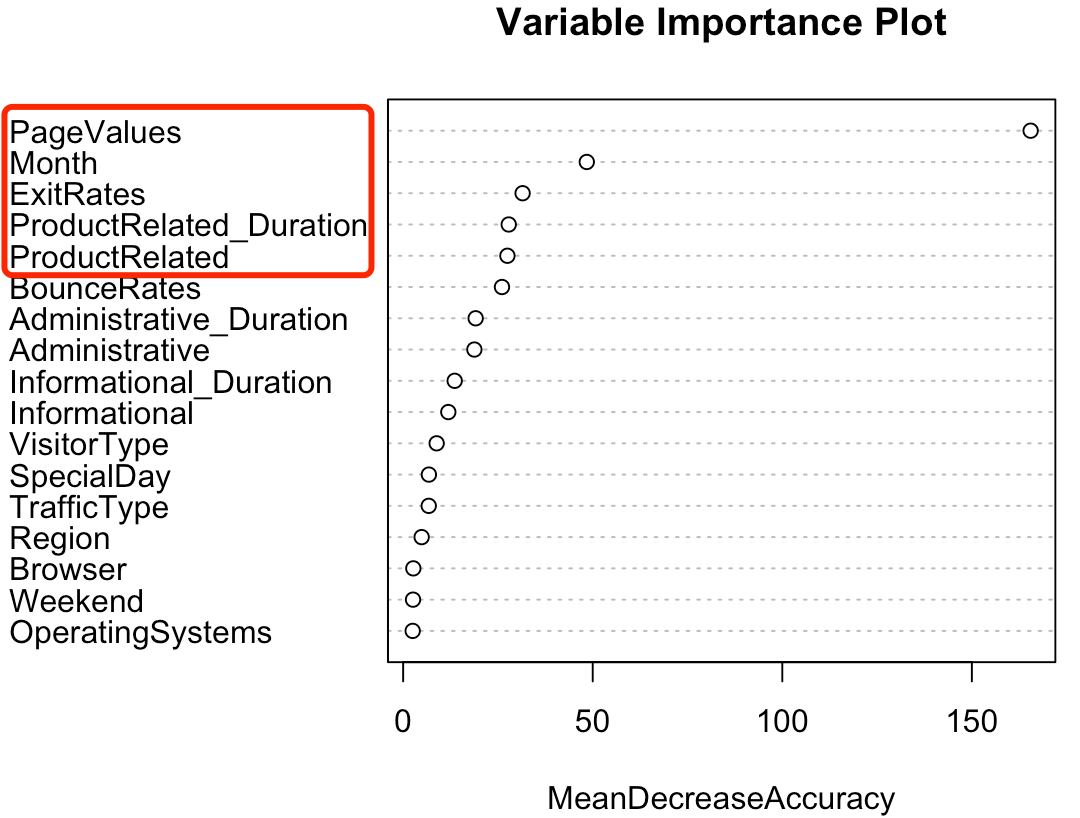 Variable Importance Plot
PageValues
Month
ExitRates
ProductRelated_Duration
ProductRelated
BounceRates
Administrative_Duration
Administrative
Informational_Duration
Informational
VisitorType
SpecialDay
TrafficType
Region
Browser
Weekend
OperatingSystems
0 50 100 150
MeanDecreaseAccuracy